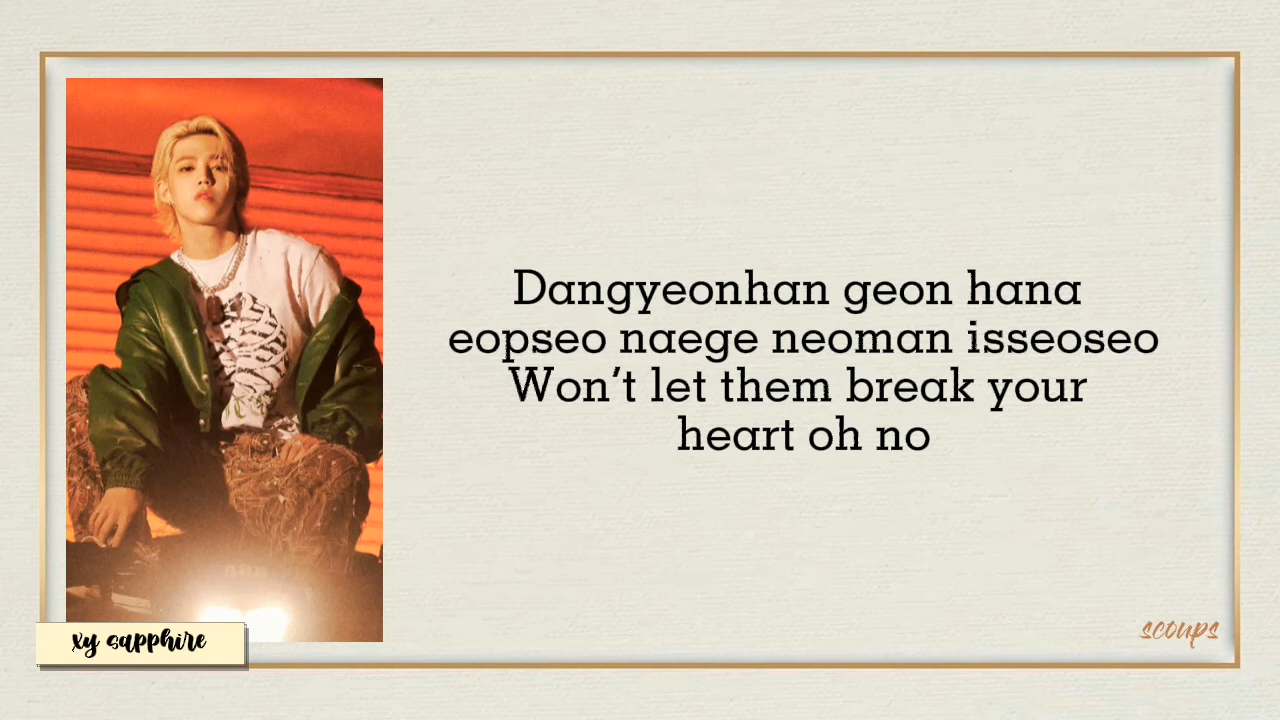 Dangyeonhan geon hana
eopseo naege neoman isseoseo
Won't let them break your
heart oh no
xy sapphire
scoups